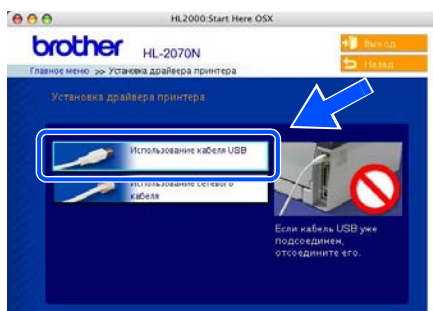 HL2000:Start Here OSX
brother HL-2070N
Выход
Главное меню >> Установка драйвера принтера
Назад
Установка драйвера принтера
Использование кабеля USB
Использование сетевого
кабеля
Если кабель USB уже
подсоединен,
отсоедините его.